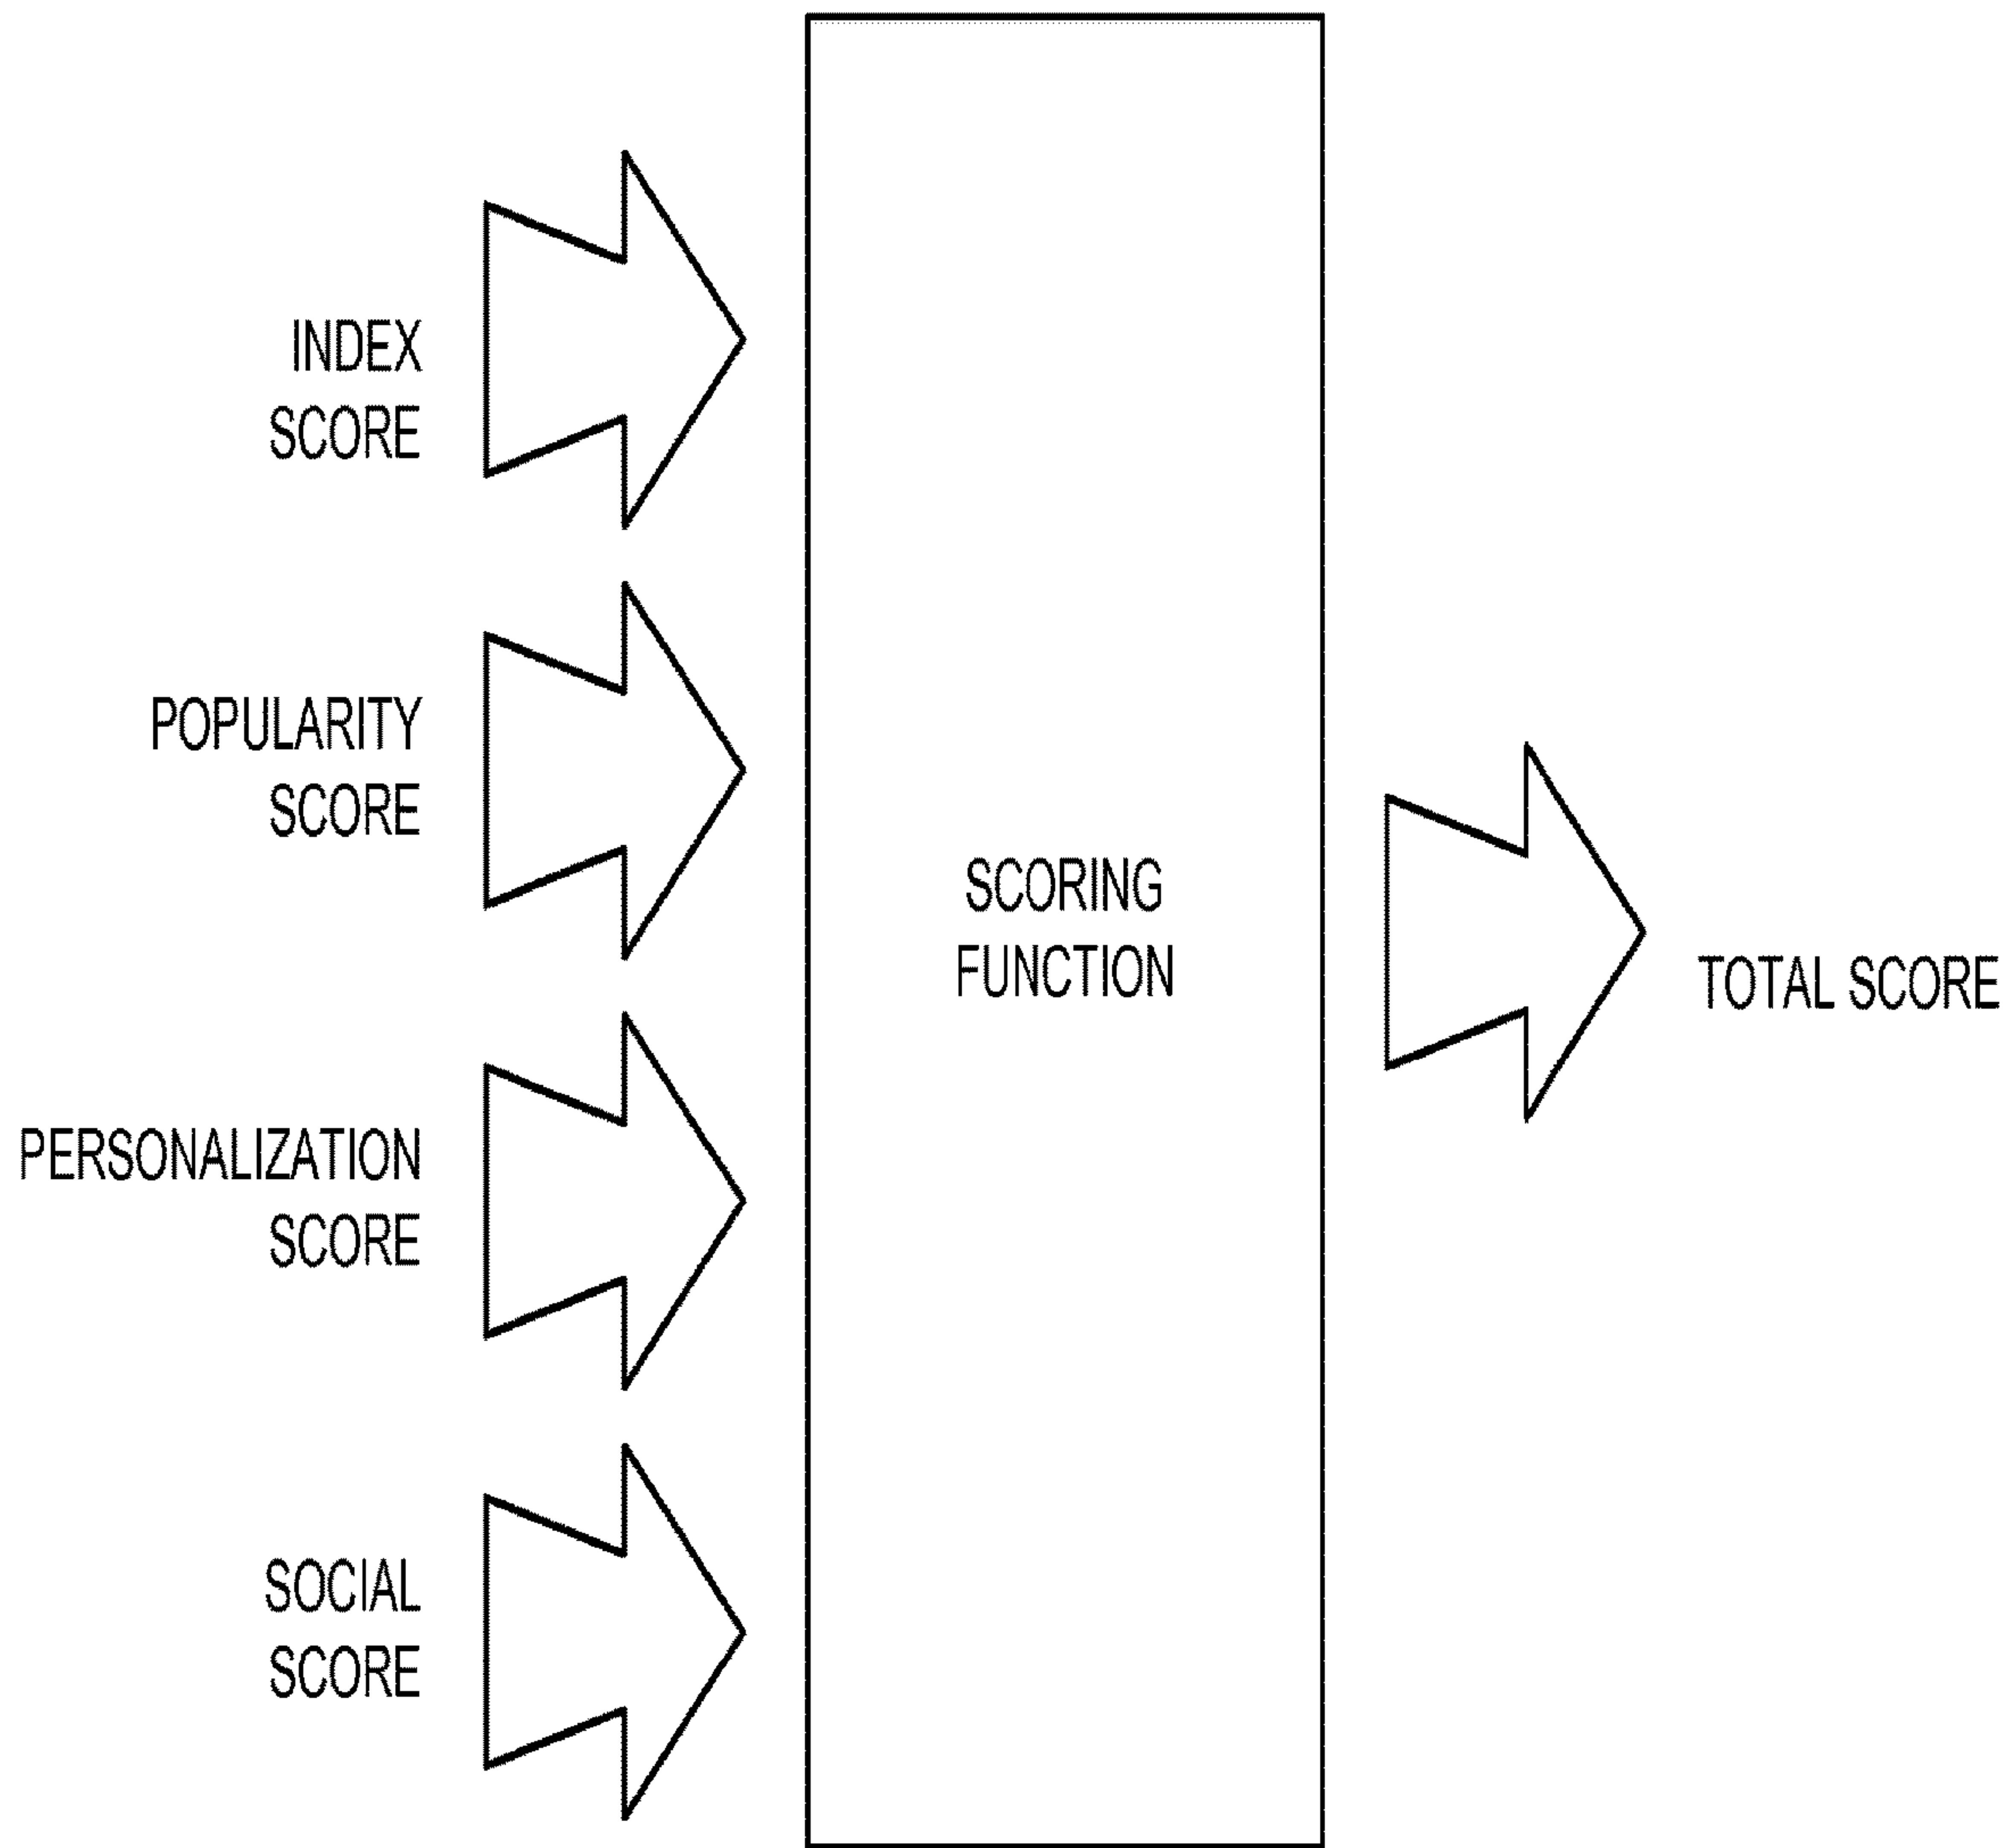 INDEX
SCORE
POPULARITY
SCORE
PERSONALIZATION
SCORE
SOCIAL
SCORE
SCORING
FUNCTION
TOTAL SCORE